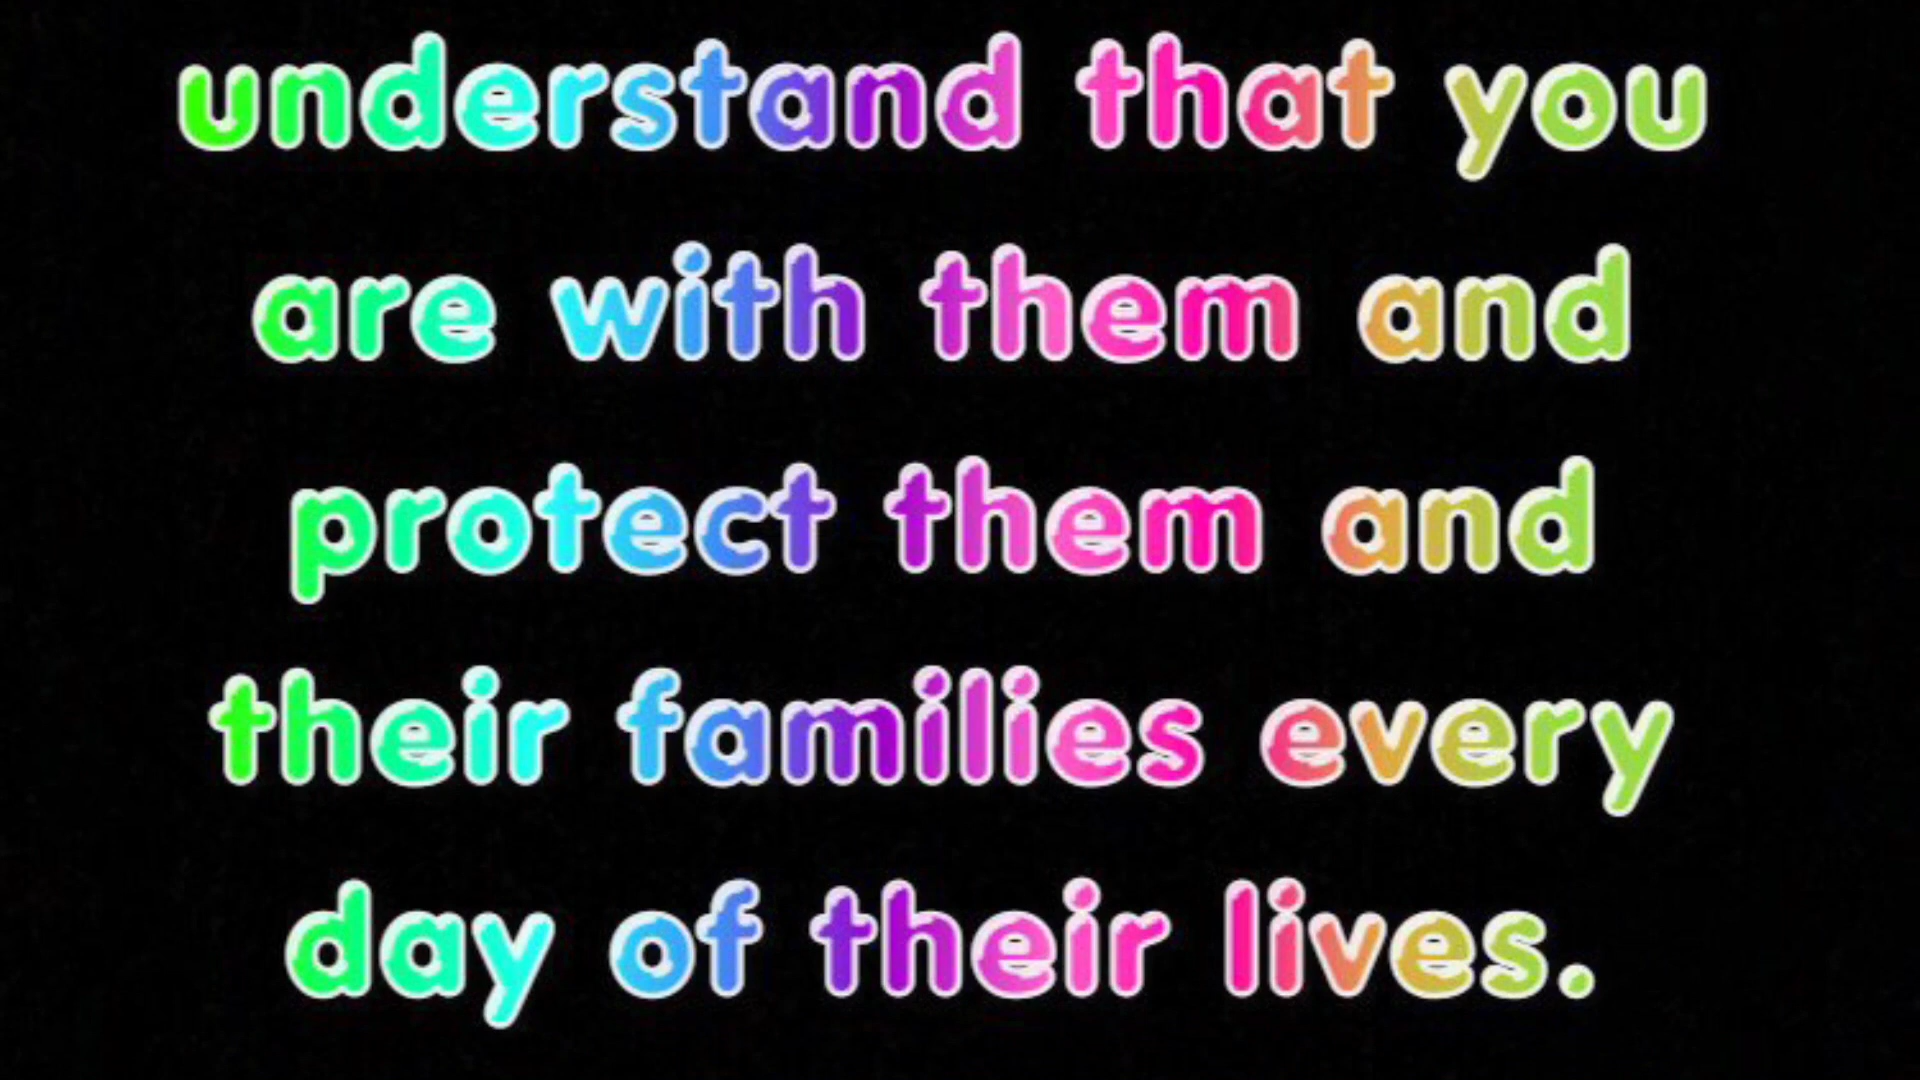 understand that you
are with them and
protect them and
their families every
day of their lives.